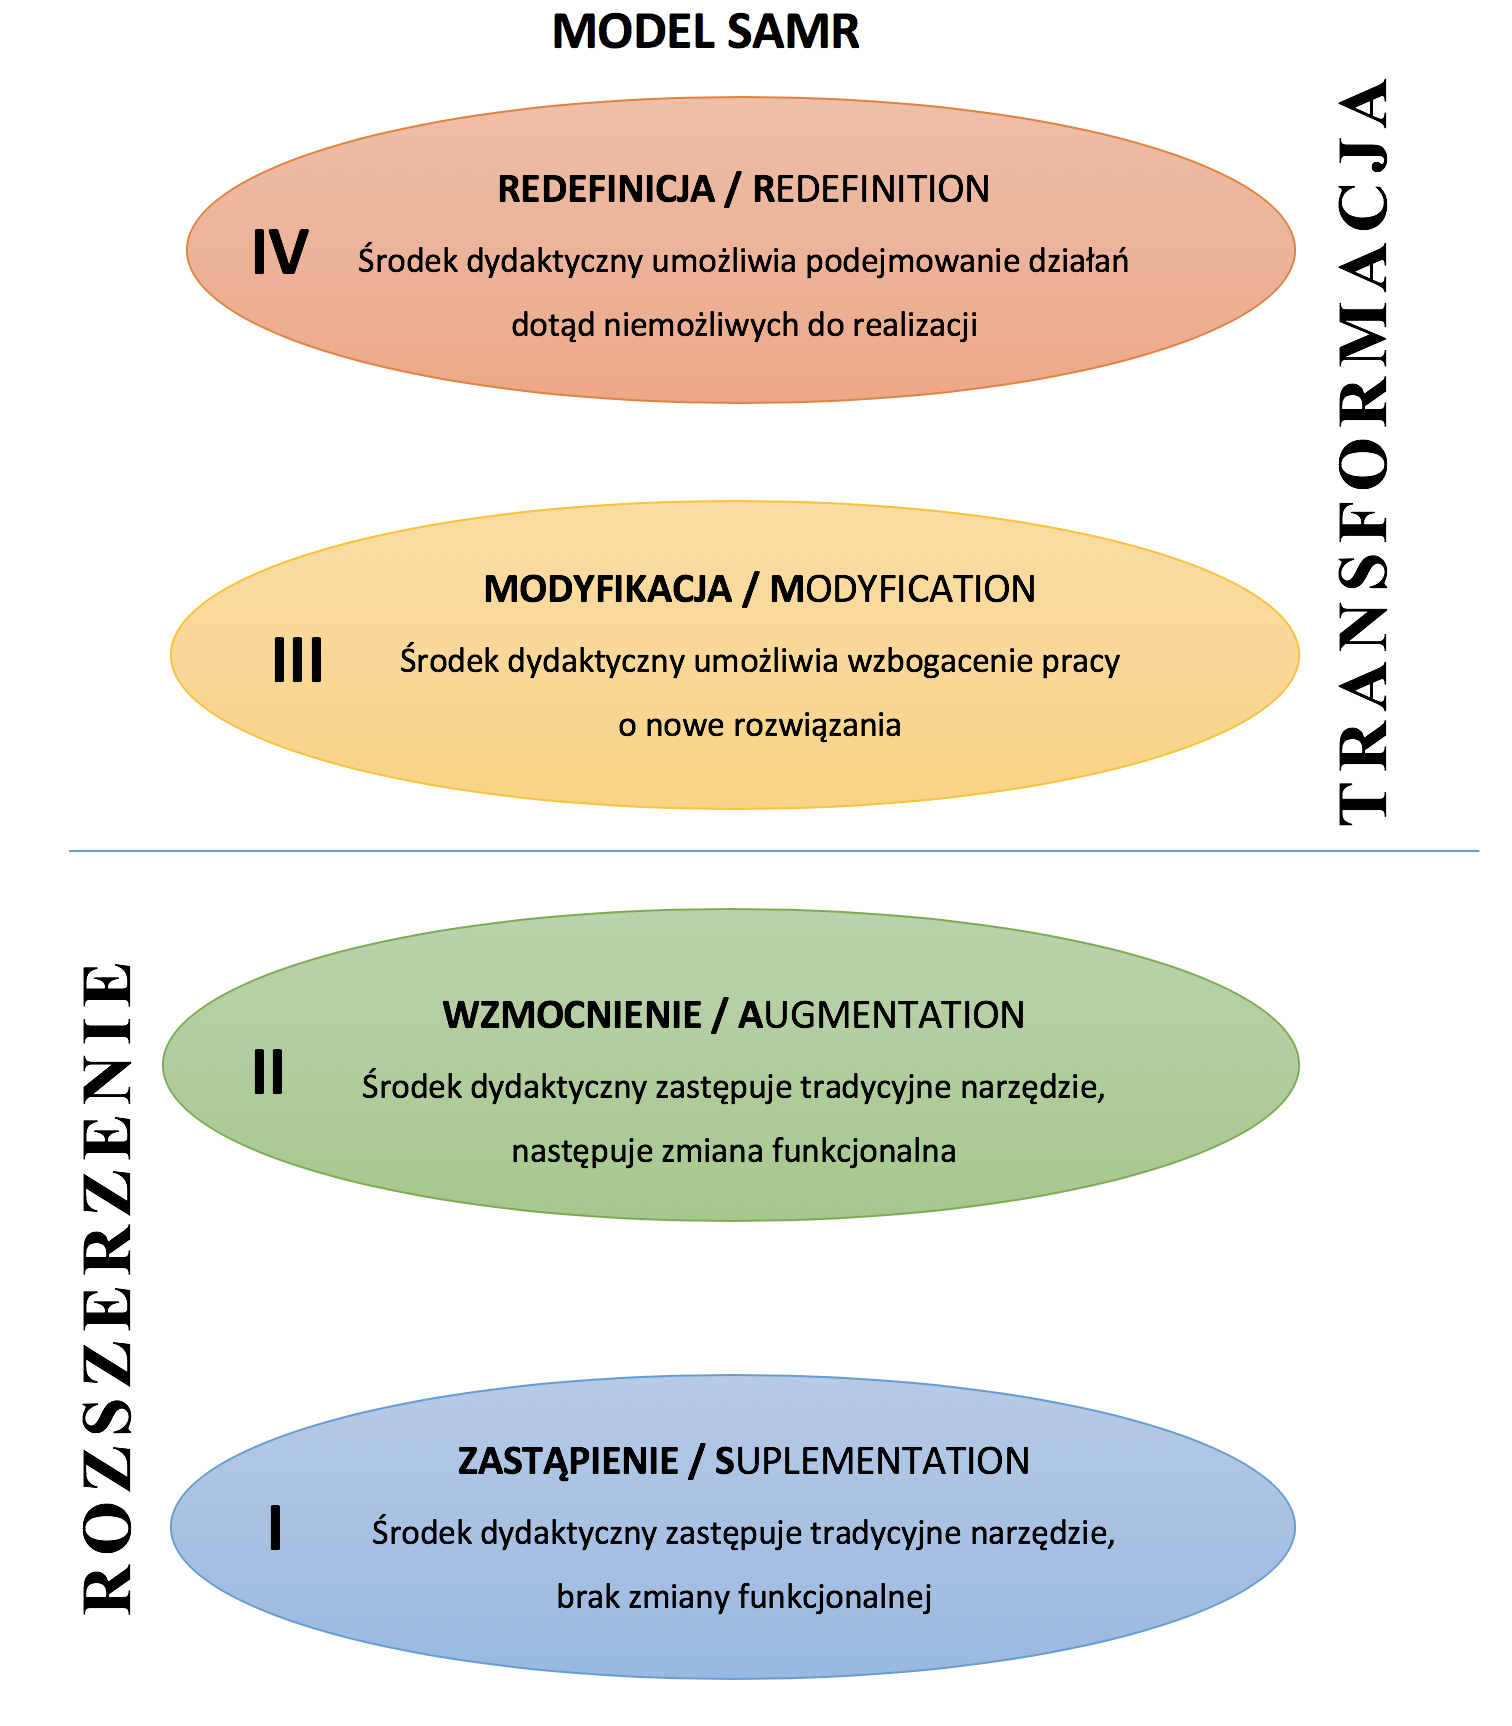 MODEL SAMR
REDEFINICJA / REDEFINITION
IV
Środek dydaktyczny umożliwia podejmowanie działań
dotąd niemożliwych do realizacji
TRANSFORMACJA
MODYFIKACJA / MODYFICATION
III
Środek dydaktyczny umożliwia wzbogacenie pracy
o nowe rozwiązania
ROZSZERZENIE
WZMOCNIENIE / AUGMENTATION
II
Środek dydaktyczny zastępuje tradycyjne narzędzie,
następuje zmiana funkcjonalna
ZASTĄPIENIE / SUPLEMENTATION
I
Środek dydaktyczny zastępuje tradycyjne narzędzie,
brak zmiany funkcjonalnej